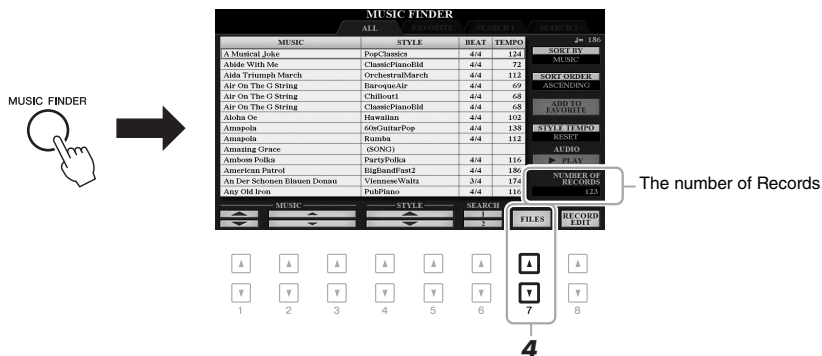 MUSIC FINDER
MUSIC FINDER
ALL FAVORITE SEARCH 1 SEARCH 2
MUSIC STYLE BEAT TEMPO
A Musical Joke PopClassics 4/4 124
Abide With Me ClassicPianoBld 4/4 72
Aida Triumph March OrchestralMarch 4/4 112
Air On The G String BaroqueAir 4/4 69
Air On The G String Chillout1 4/4 68
Air On The G String ClassicPianoBld 4/4 68
Aloha Oe Hawaiian 4/4 102
Amapola 60sGuitarPop 4/4 138
Amapola Rumba 4/4 112
Amazing Grace (SONG)
Amboss Polka PartyPolka 4/4 116
American Patrol BigBandFast2 4/4 186
An Der Schonen Blauen Donau VienneseWaltz 3/4 174
Any Old Iron PubPiano 4/4 116
♩= 186
SORT BY
MUSIC
SORT ORDER
ASCENDING
ADD TO
FAVORITE
STYLE TEMPO
RESET
AUDIO
▶ PLAY
NUMBER OF
RECORDS
123
The number of Records
MUSIC STYLE SEARCH
1
2
FILES
RECORD
EDIT
1 2 3 4 5 6 7 8
4